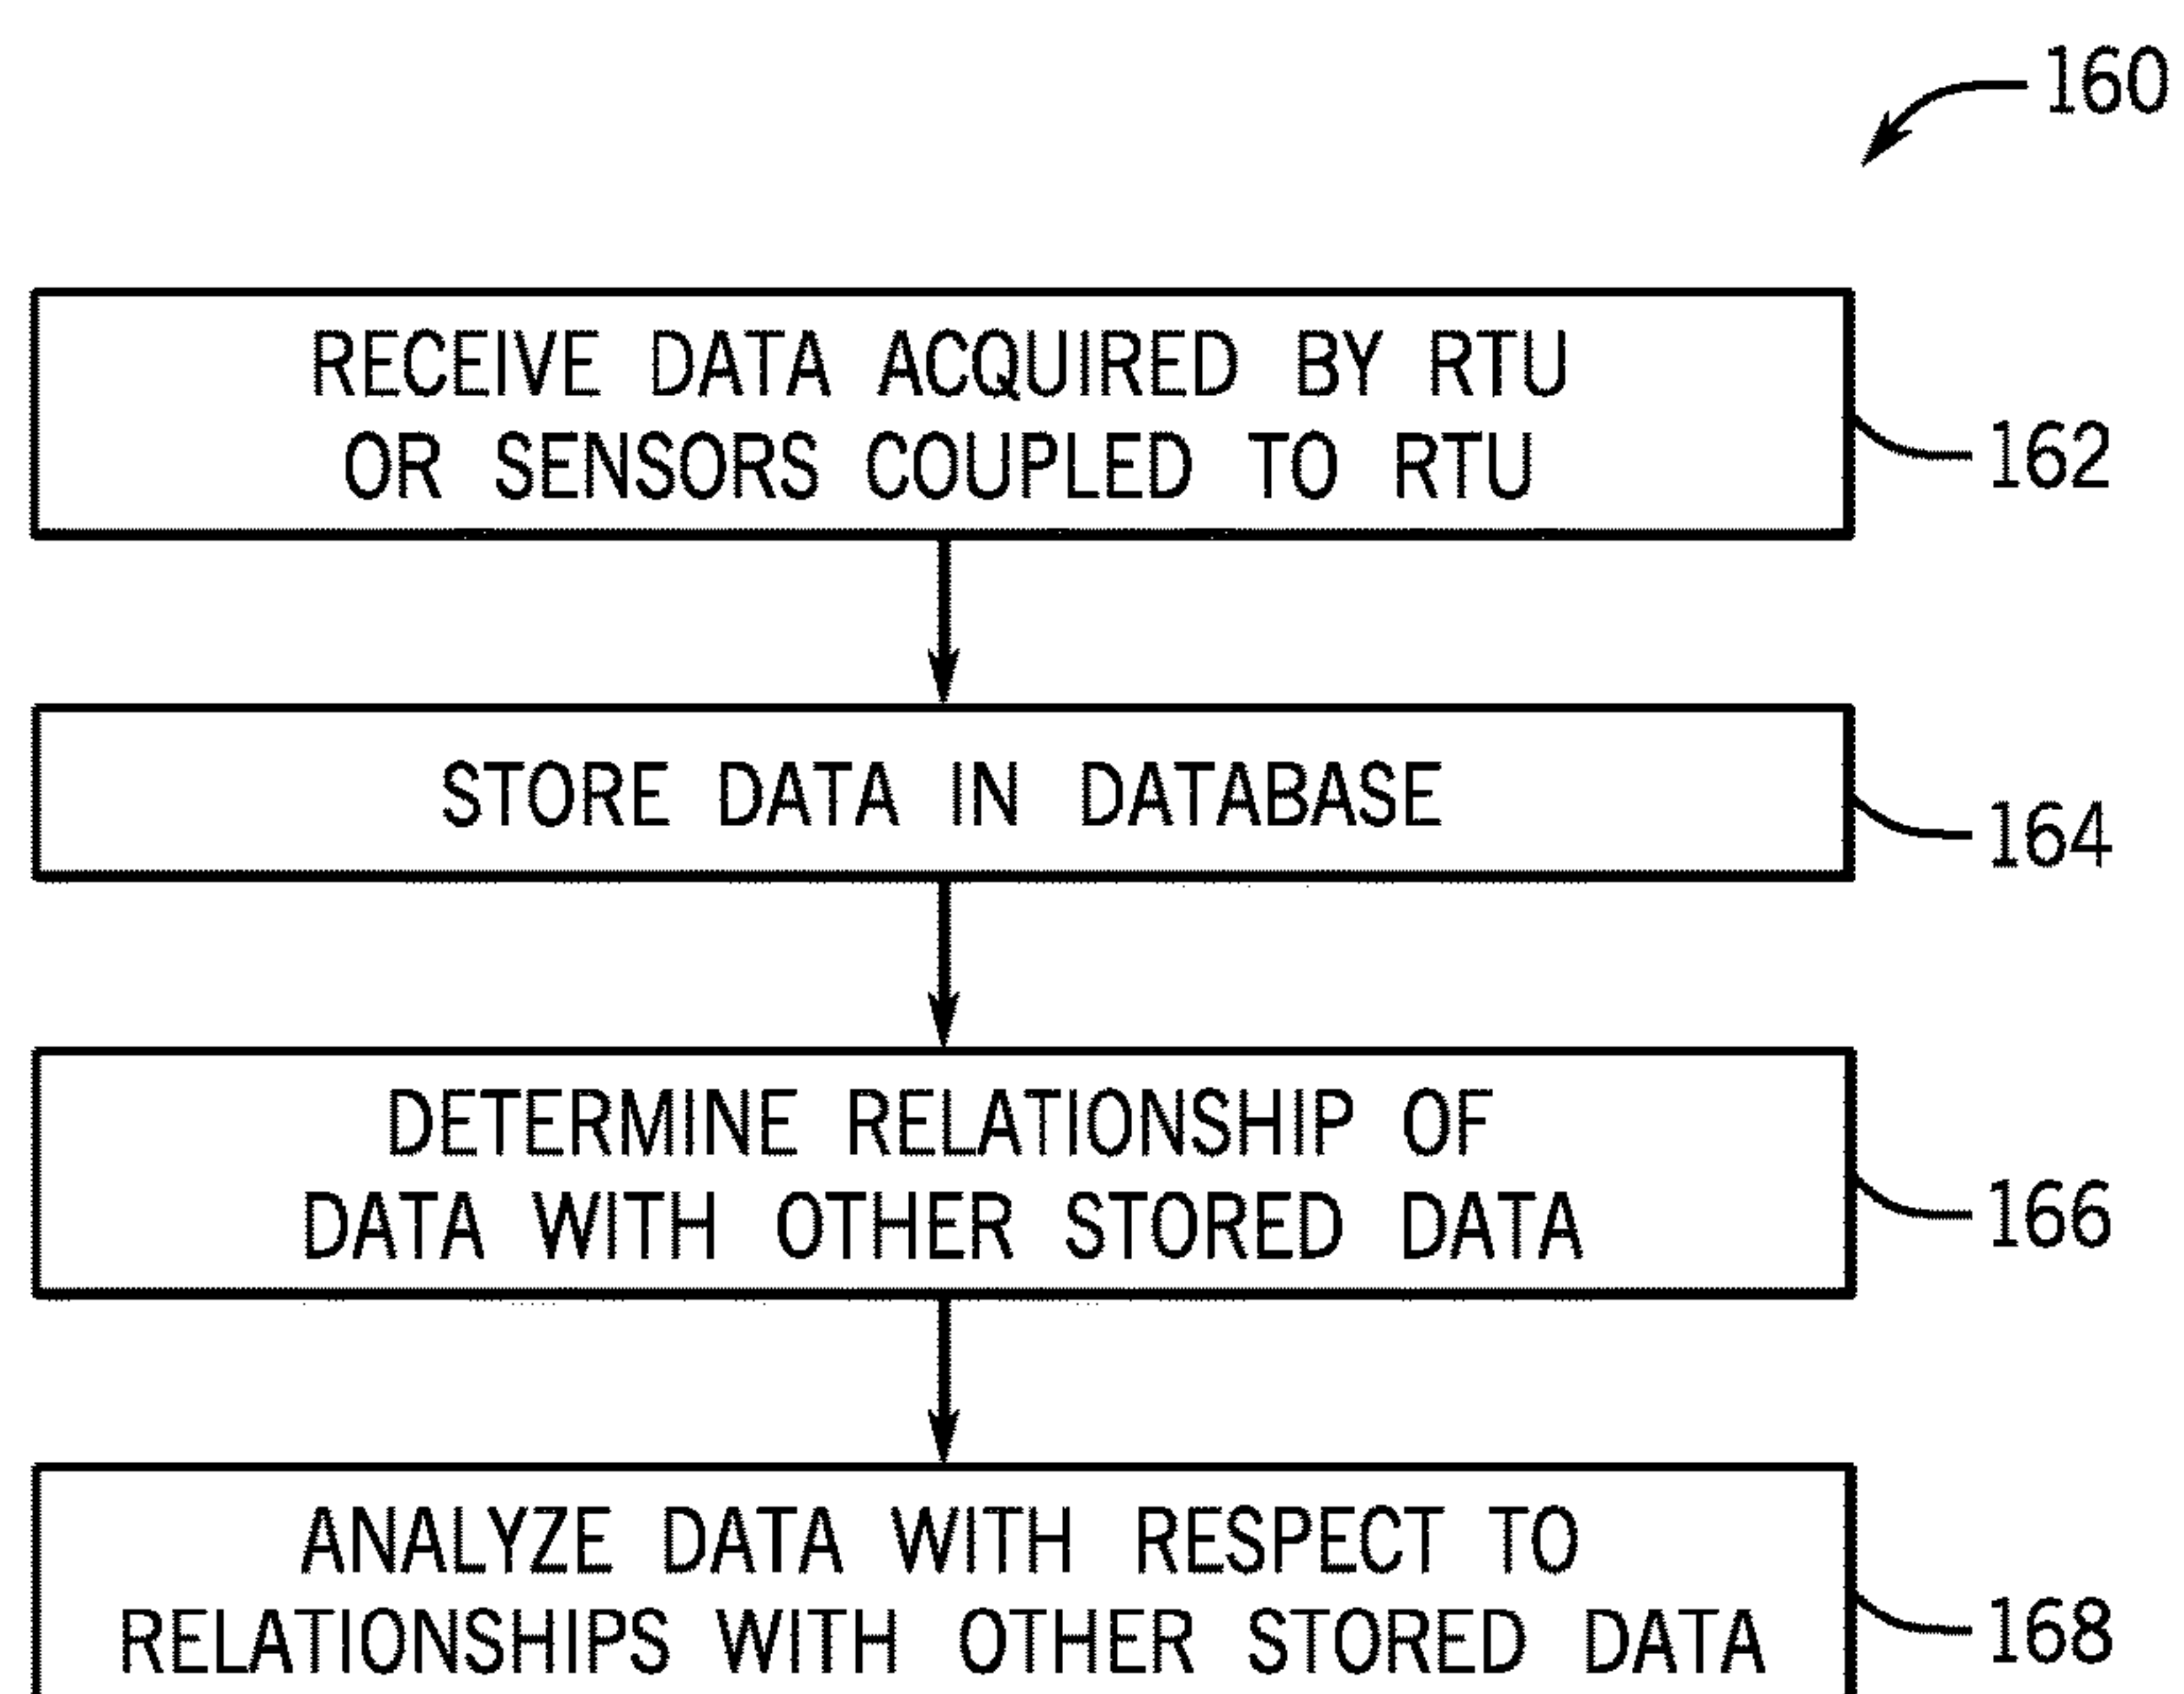 160
RECEIVE DATA ACQUIRED BY RTU
OR SENSORS COUPLED TO RTU
162
STORE DATA IN DATABASE
164
DETERMINE RELATIONSHIP OF
DATA WITH OTHER STORED DATA
166
ANALYZE DATA WITH RESPECT TO
RELATIONSHIPS WITH OTHER STORED DATA
168